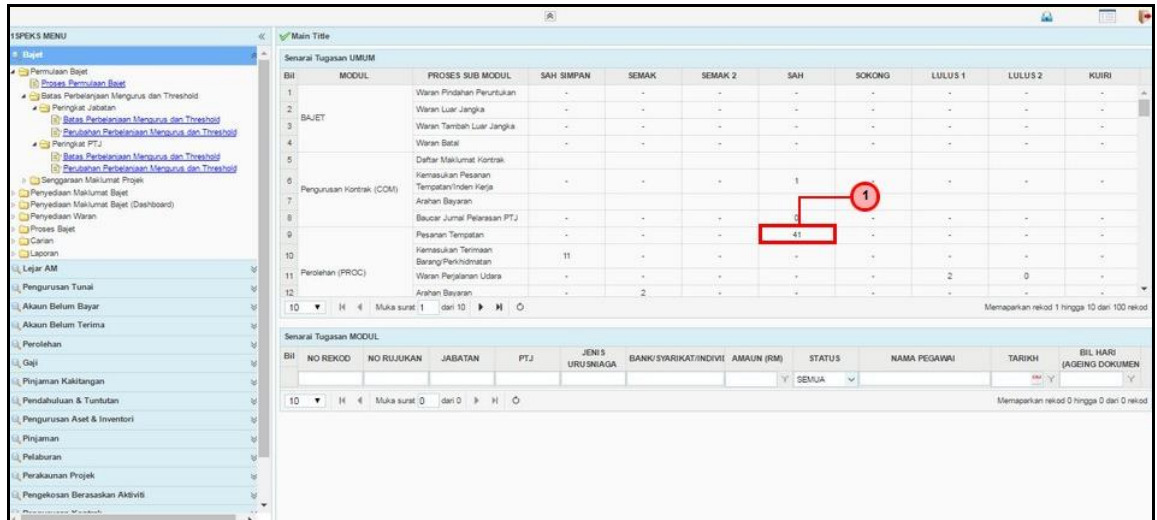 1SPEKS MENU
Main Title
Bajet
Permulaan Bajet
Proses Permulaan Bajet
Batas Perbelanjaan Mengurus dan Threshold
Peringkat Jabatan
Batas Perbelanjaan Mengurus dan Threshold
Perubahan Perbelanjaan Mengurus dan Threshold
Peringkat PTJ
Batas Perbelanjaan Mengurus dan Threshold
Perubahan Perbelanjaan Mengurus dan Threshold
Senggaraan Maklumat Projek
Penyediaan Maklumat Bajet
Penyediaan Maklumat Bajet (Dashboard)
Penyediaan Waran
Proses Bajet
Carian
Laporan
Lejar AM
Pengurusan Tunai
Akaun Belum Bayar
Akaun Belum Terima
Perolehan
Gaji
Pinjaman Kakitangan
Pendahuluan & Tuntutan
Pengurusan Aset & Inventori
Pinjaman
Pelaburan
Perakaunan Projek
Pengekosan Berasaskan Aktiviti
Senarai Tugasan UMUM
Bil MODUL PROSES SUB MODUL SAH SIMPAN SEMAK SEMAK 2 SAH SOKONG LULUS 1 LULUS 2 KUIRI
1 Waran Pindahan Peruntukan - - - - - - - -
2 Waran Luar Jangka - - - - - - - -
BAJET
3 Waran Tambah Luar Jangka - - - - - - - -
4 Waran Batal - - - - - - - -
5 Daftar Maklumat Kontrak
6 Kemasukan Pesanan Tempatan/Inden Kerja - - - 1 - - - -
Pengurusan Kontrak (COM)
7 Arahan Bayaran
1
8 Baucar Jurnal Pelarasan PTJ - - - 0 - - - -
9 Pesanan Tempatan - - - 41 - - - -
10 Kemasukan Terimaan Barang/Perkhidmatan 11 - - - - - - -
Perolehan (PROC)
11 Waran Perjalanan Udara - - - - - 2 0 -
12 Arahan Bayaran - 2 - - - - - -
10 Muka surat 1 dari 10 Memaparkan rekod 1 hingga 10 dari 100 rekod
Senarai Tugasan MODUL
Bil NO REKOD NO RUJUKAN JABATAN PTJ JENIS URUSNIAGA BANK/SYARIKAT/INDIVII AMAUN (RM) STATUS NAMA PEGAWAI TARIKH BIL HARI (AGEING DOKUMEN
SEMUA
10 Muka surat 0 dari 0 Memaparkan rekod 0 hingga 0 dari 0 rekod